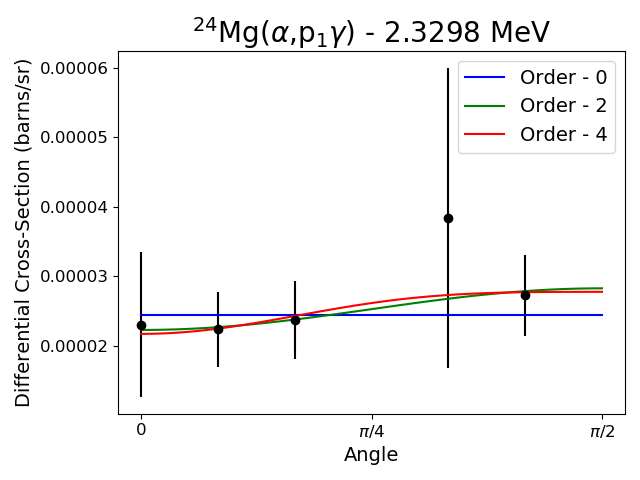 ²⁴Mg(α,p₁γ) - 2.3298 MeV
Differential Cross-Section (barns/sr)
0.00006
0.00005
0.00004
0.00003
0.00002
Order - 0
Order - 2
Order - 4
0
π/4
π/2
Angle